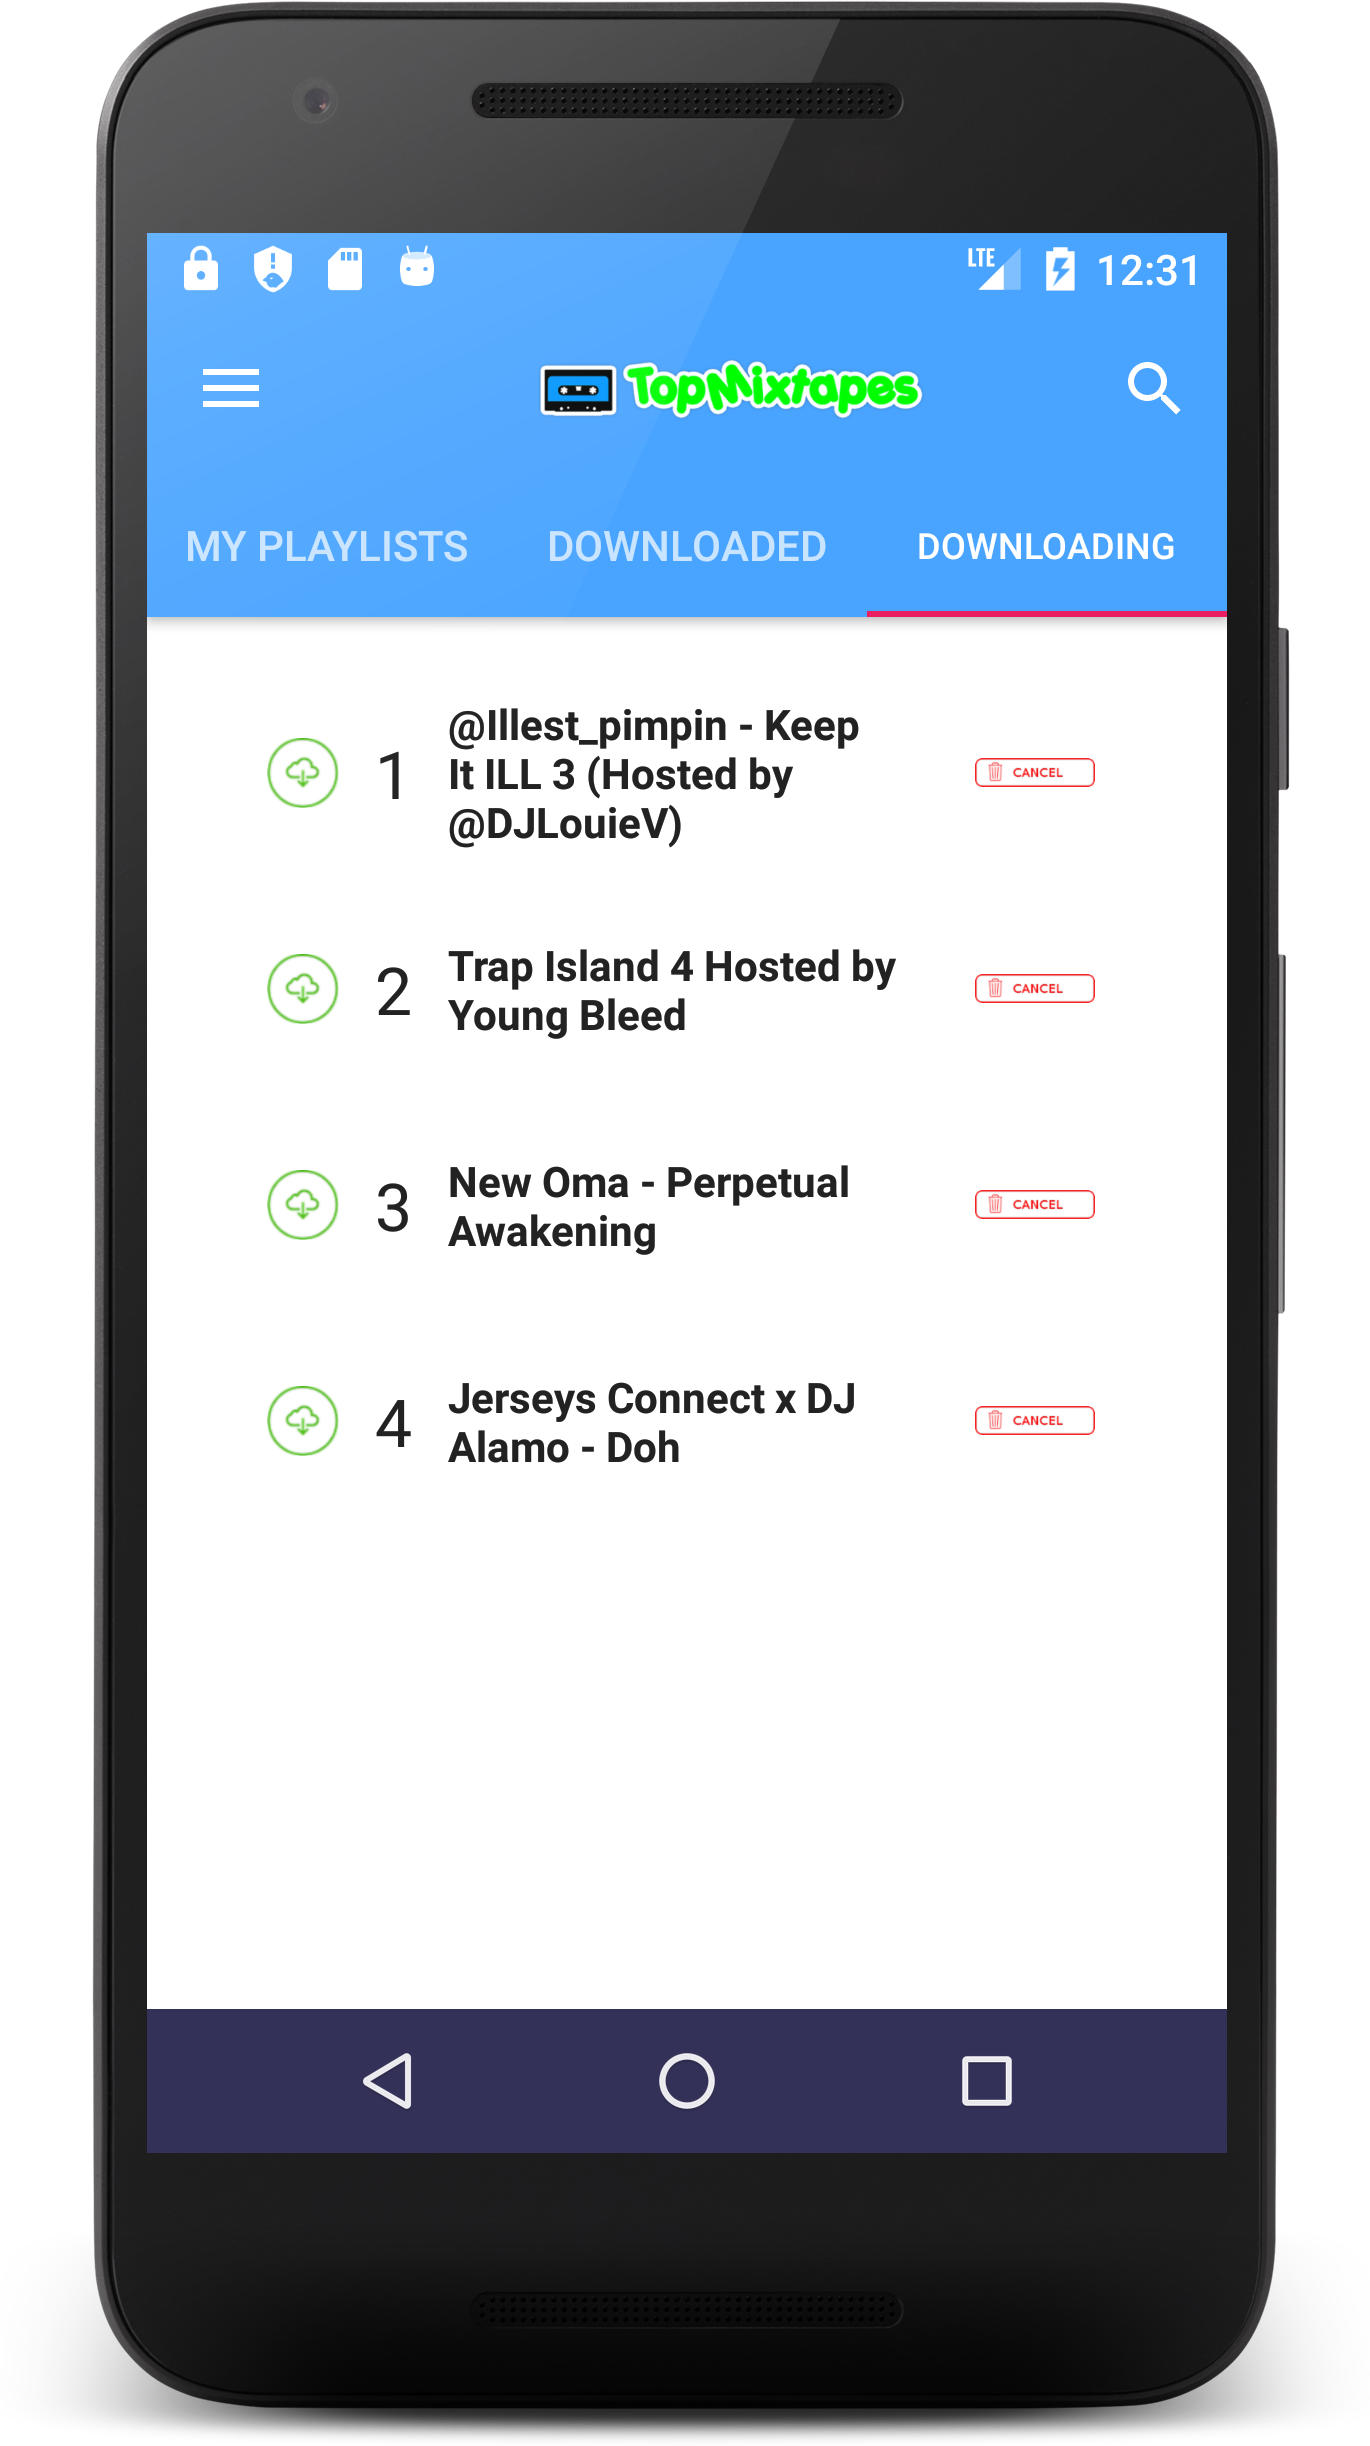 LTE 12:31
TopMixtapes
MY PLAYLISTS DOWNLOADED DOWNLOADING
1 @Illest_pimpin - Keep
It ILL 3 (Hosted by
@DJLouieV)
CANCEL
2 Trap Island 4 Hosted by
Young Bleed
CANCEL
3 New Oma - Perpetual
Awakening
CANCEL
4 Jerseys Connect x DJ
Alamo - Doh
CANCEL